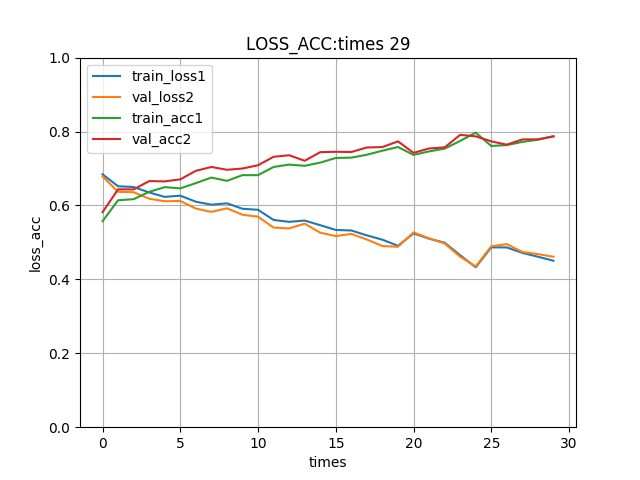 LOSS_ACC:times 29
1.0
0.8
0.6
0.4
0.2
0.0
loss_acc
train_loss1
val_loss2
train_acc1
val_acc2
0 5 10 15 20 25 30
times